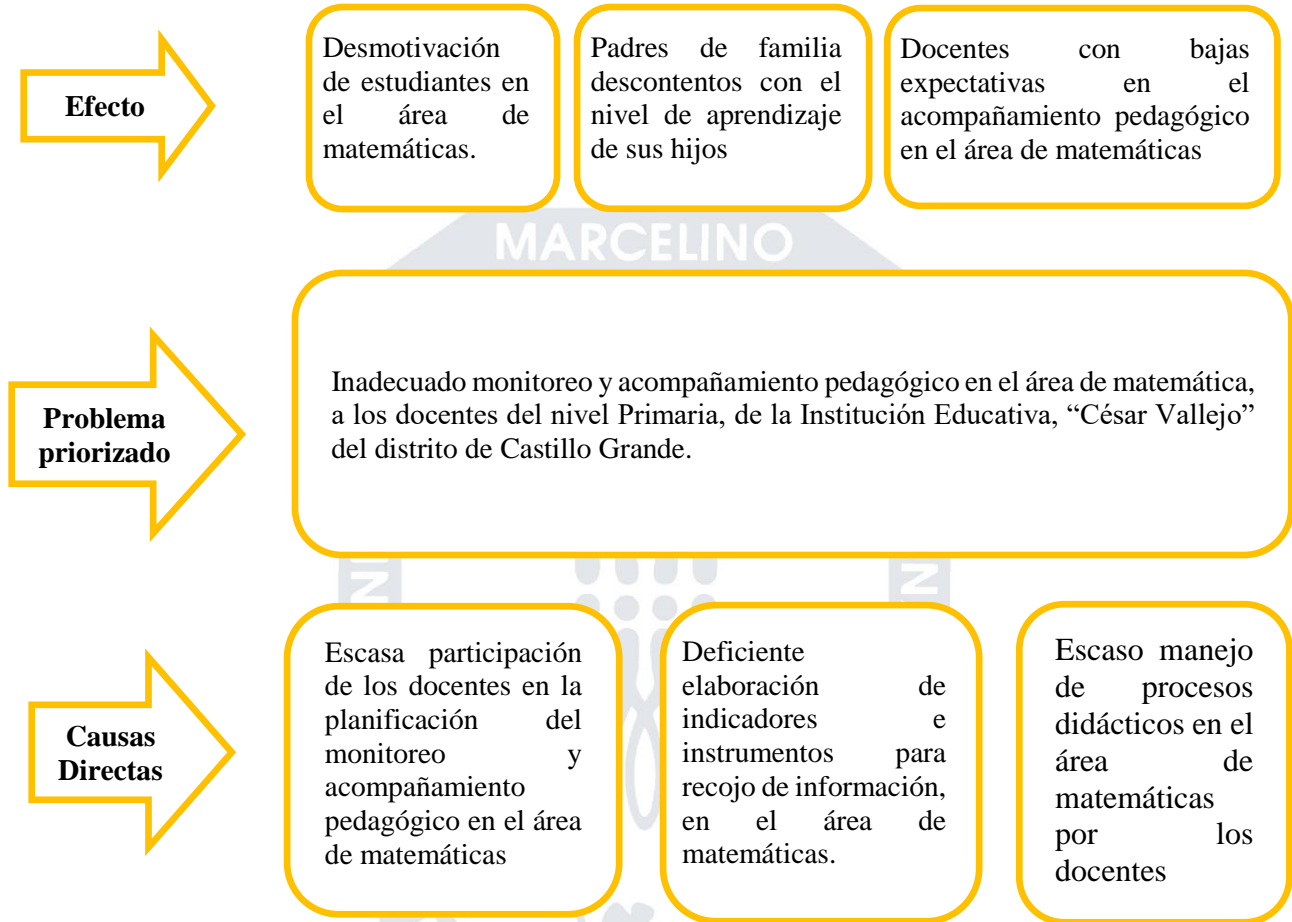 Efecto
Desmotivación
de estudiantes en
el área de
matemáticas.
Padres de familia
descontentos con el
nivel de aprendizaje
de sus hijos
Docentes con bajas
expectativas en el
acompañamiento pedagógico
en el área de matemáticas
MARCELINO
Problema
priorizado
Inadecuado monitoreo y acompañamiento pedagógico en el área de matemática,
a los docentes del nivel Primaria, de la Institución Educativa, “César Vallejo”
del distrito de Castillo Grande.
Causas
Directas
Escasa participación
de los docentes en la
planificación del
monitoreo y
acompañamiento
pedagógico en el área
de matemáticas
Deficiente
elaboración de
indicadores e
instrumentos para
recojo de información,
en el área de
matemáticas.
Escaso manejo
de procesos
didácticos en el
área de
matemáticas
por los
docentes